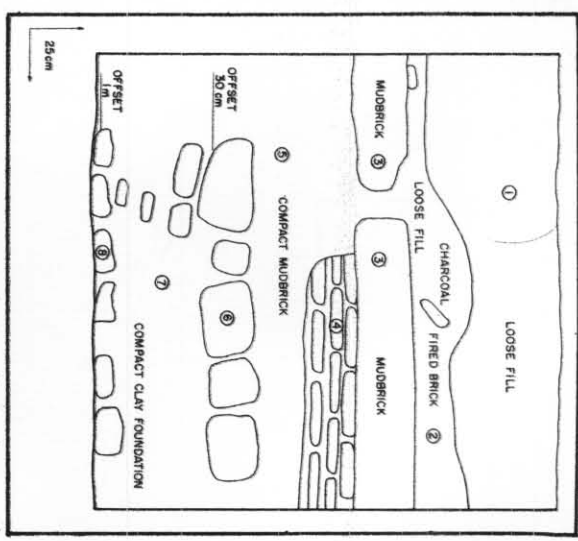 ①
LOOSE FILL
CHARCOAL
FIRED BRICK
②
LOOSE FILL
MUDBRICK
③
③
MUDBRICK
④
⑤
COMPACT MUDBRICK
OFFSET
30 cm
⑥
⑦
COMPACT CLAY FOUNDATION
OFFSET
1m
⑧
25cm